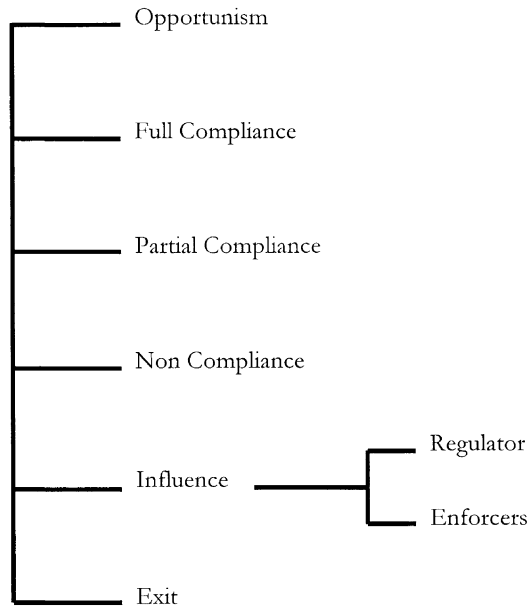 Opportunism
Full Compliance
Partial Compliance
Non Compliance
Influence
Regulator
Enforcers
Exit